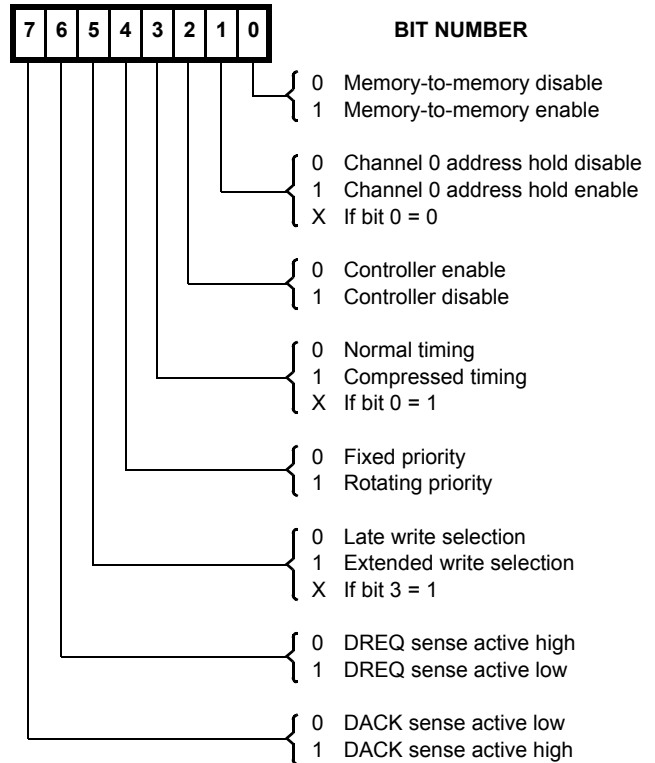 7 6 5 4 3 2 1 0 BIT NUMBER
0 Memory-to-memory disable
1 Memory-to-memory enable
0 Channel 0 address hold disable
1 Channel 0 address hold enable
X If bit 0 = 0
0 Controller enable
1 Controller disable
0 Normal timing
1 Compressed timing
X If bit 0 = 1
0 Fixed priority
1 Rotating priority
0 Late write selection
1 Extended write selection
X If bit 3 = 1
0 DREQ sense active high
1 DREQ sense active low
0 DACK sense active low
1 DACK sense active high